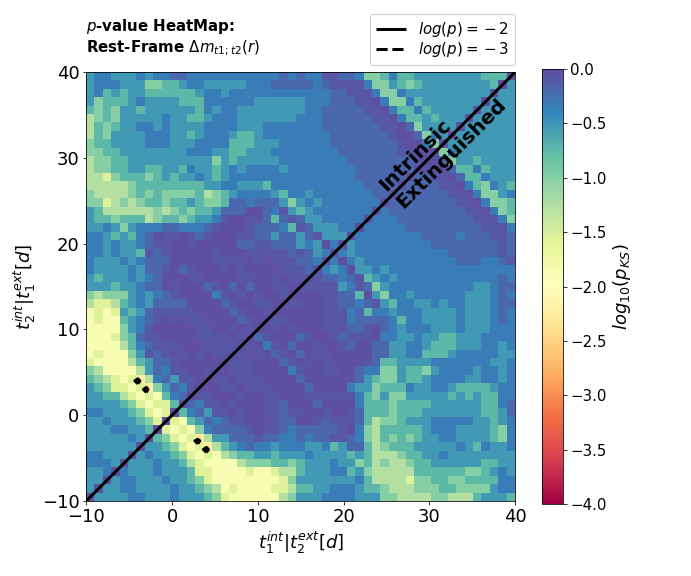 p-value HeatMap:
Rest-Frame Δm_{t1; t2}(r)
log(p) = −2
log(p) = −3
Intrinsic
Extinguished
40
30
20
10
0
−10
t_2^{int}|t_1^{ext}[d]
−10
0
10
20
30
40
t_1^{int}|t_2^{ext}[d]
0.0
−0.5
−1.0
−1.5
−2.0
−2.5
−3.0
−3.5
−4.0
log_{10}(p_{KS})